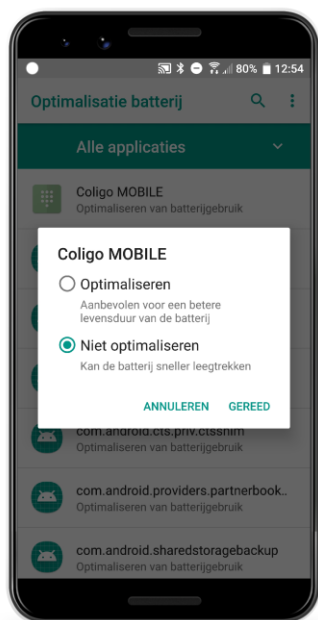 80% 12:54
Optimalisatie batterij
Alle applicaties
Coligo MOBILE
Optimaliseren van batterijgebruik
Coligo MOBILE
Optimaliseren
Aanbevolen voor een betere
levensduur van de batterij
Niet optimaliseren
Kan de batterij sneller leegtrekken
ANNULEREN GEREED
com.android.cts.priv.ctsshim
Optimaliseren van batterijgebruik
com.android.providers.partnerbook..
Optimaliseren van batterijgebruik
com.android.sharedstoragebackup
Optimaliseren van batterijgebruik